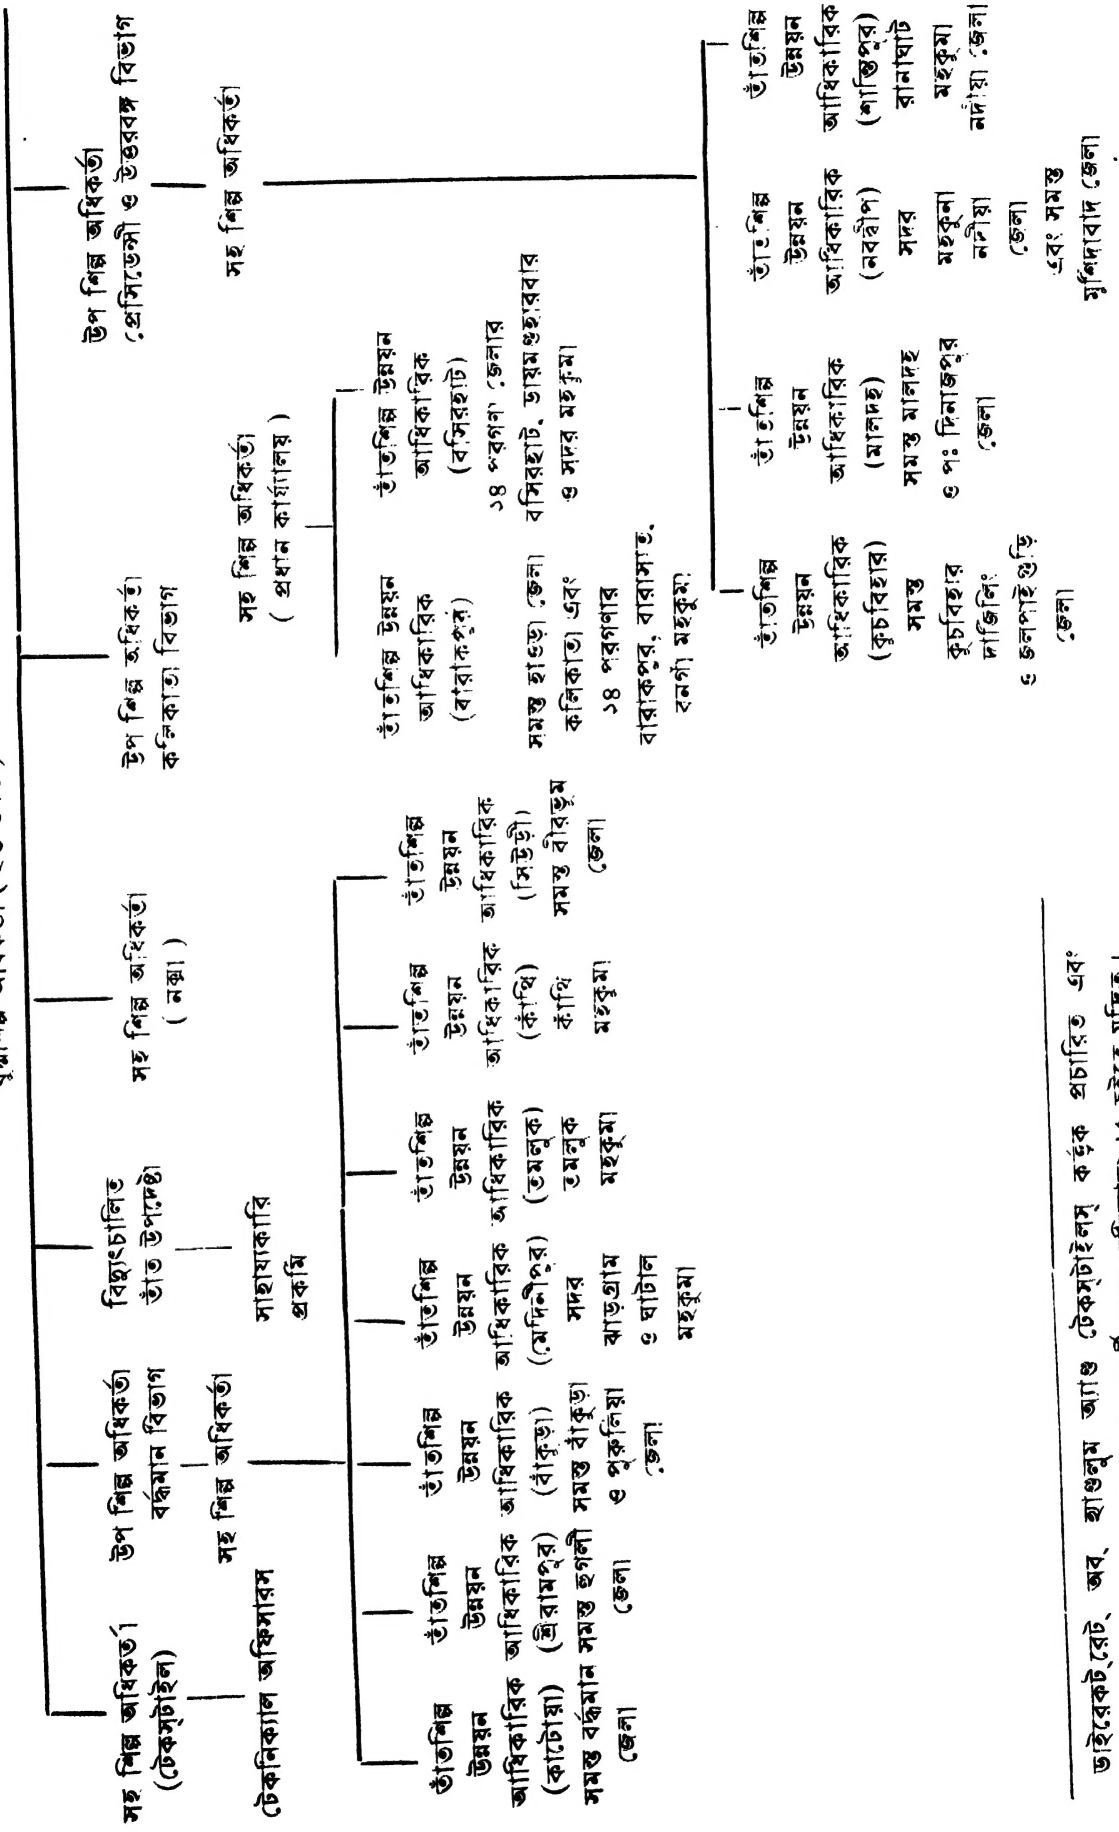 সহ শিল্প অধিকর্তা
(টেকস্‌টাইল)
টেকনিক্যাল অফিসারস
উপ শিল্প অধিকর্তা
বর্দ্ধমান বিভাগ
সহ শিল্প অধিকর্তা
বিদ্যুৎচালিত
তাঁত উপদেষ্টা
সাহায্যকারি
প্রকমি
সহ শিল্প অধিকর্তা
( নক্সা )
উপ শিল্প অধিকর্তা
কলিকাতা বিভাগ
সহ শিল্প অধিকর্তা
( প্রধান কার্য্যালয় )
উপ শিল্প অধিকর্তা
প্রেসিডেন্সী ও উত্তরবঙ্গ বিভাগ
সহ শিল্প অধিকর্তা
তাঁতশিল্প
উন্নয়ন
আধিকারিক
(কাটোয়া)
সমস্ত বর্দ্ধমান
জেলা
তাঁতশিল্প
উন্নয়ন
আধিকারিক
(শ্রীরামপুর)
সমস্ত হুগলী
জেলা
তাঁতশিল্প
উন্নয়ন
আধিকারিক
(বাঁকুড়া)
সমস্ত বাঁকুড়া
ও পুরুলিয়া
জেলা
তাঁতশিল্প
উন্নয়ন
আধিকারিক
(মেদিনীপুর)
সদর
ঝাড়গ্রাম
ও ঘাটাল
মহকুমা
তাঁতশিল্প
উন্নয়ন
আধিকারিক
(তমলুক)
তমলুক
মহকুমা
তাঁতশিল্প
উন্নয়ন
আধিকারিক
(কাঁথি)
কাঁথি
মহকুমা
তাঁতশিল্প
উন্নয়ন
আধিকারিক
(সিউড়ী)
সমস্ত বীরভূম
জেলা
তাঁতশিল্প উন্নয়ন
আধিকারিক
(বারাকপুর)
সমস্ত হাওড়া জেলা
কলিকাতা এবং
২৪ পরগণার
বারাকপুর, বারাসাত,
বনগাঁ মহকুমা
তাঁতশিল্প উন্নয়ন
আধিকারিক
(বসিরহাট)
২৪ পরগণা জেলার
বসিরহাট, ডায়মণ্ডহারবার
ও সদর মহকুমা
তাঁতশিল্প
উন্নয়ন
আধিকারিক
(কুচবিহার)
সমস্ত
কুচবিহার
দার্জিলিং
ও জলপাইগুড়ি
জেলা
তাঁতশিল্প
উন্নয়ন
আধিকারিক
(মালদহ)
সমস্ত মালদহ
ও পঃ দিনাজপুর
জেলা
তাঁতশিল্প
উন্নয়ন
আধিকারিক
(নবদ্বীপ)
সদর
মহকুমা
নদীয়া
জেলা
এবং সমস্ত
মুর্শিদাবাদ জেলা
তাঁতশিল্প
উন্নয়ন
আধিকারিক
(শান্তিপুর)
রানাঘাট
মহকুমা
নদীয়া জেলা
ডাইরেকট্‌রেট্‌ অব্‌ হ্যাণ্ডলুম অ্যাণ্ড টেকস্‌টাইলস্‌ কর্তৃক প্রচারিত এবং